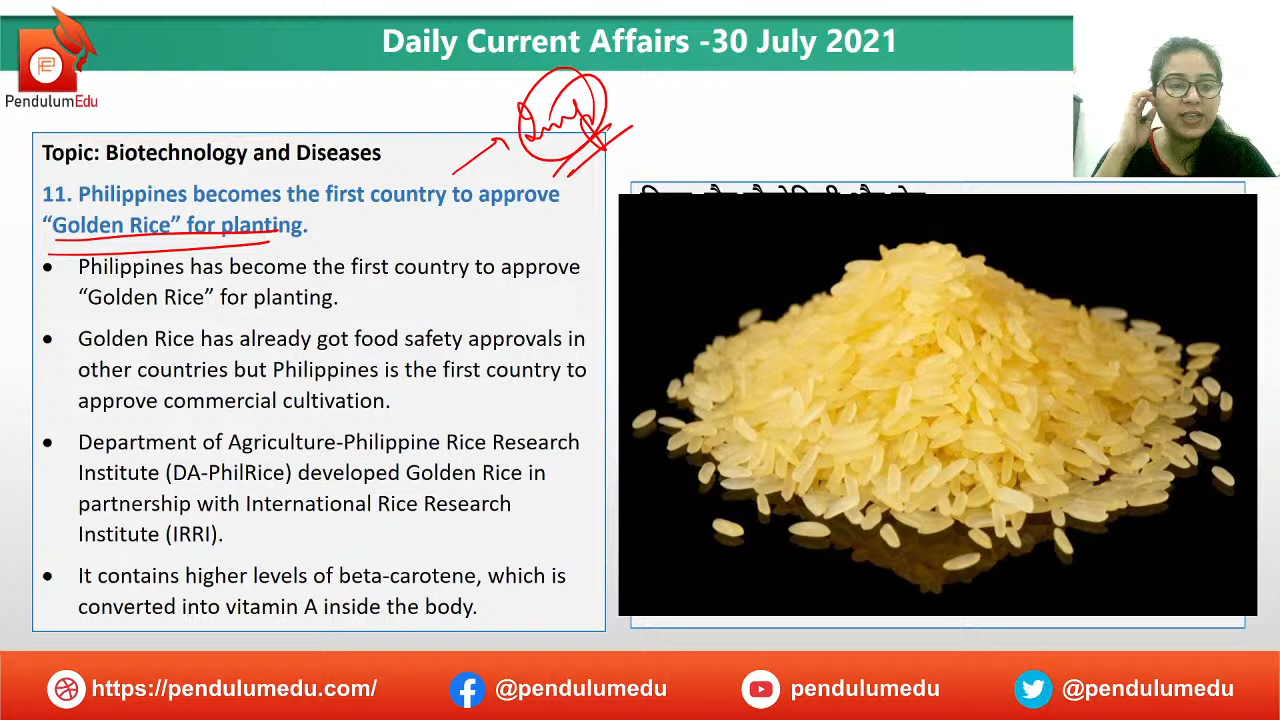 Daily Current Affairs -30 July 2021
PendulumEdu
Topic: Biotechnology and Diseases
11. Philippines becomes the first country to approve
“Golden Rice” for planting.
• Philippines has become the first country to approve
“Golden Rice” for planting.
• Golden Rice has already got food safety approvals in
other countries but Philippines is the first country to
approve commercial cultivation.
• Department of Agriculture-Philippine Rice Research
Institute (DA-PhilRice) developed Golden Rice in
partnership with International Rice Research
Institute (IRRI).
• It contains higher levels of beta-carotene, which is
converted into vitamin A inside the body.
https://pendulumedu.com/
@pendulumedu
pendulumedu
@pendulumedu